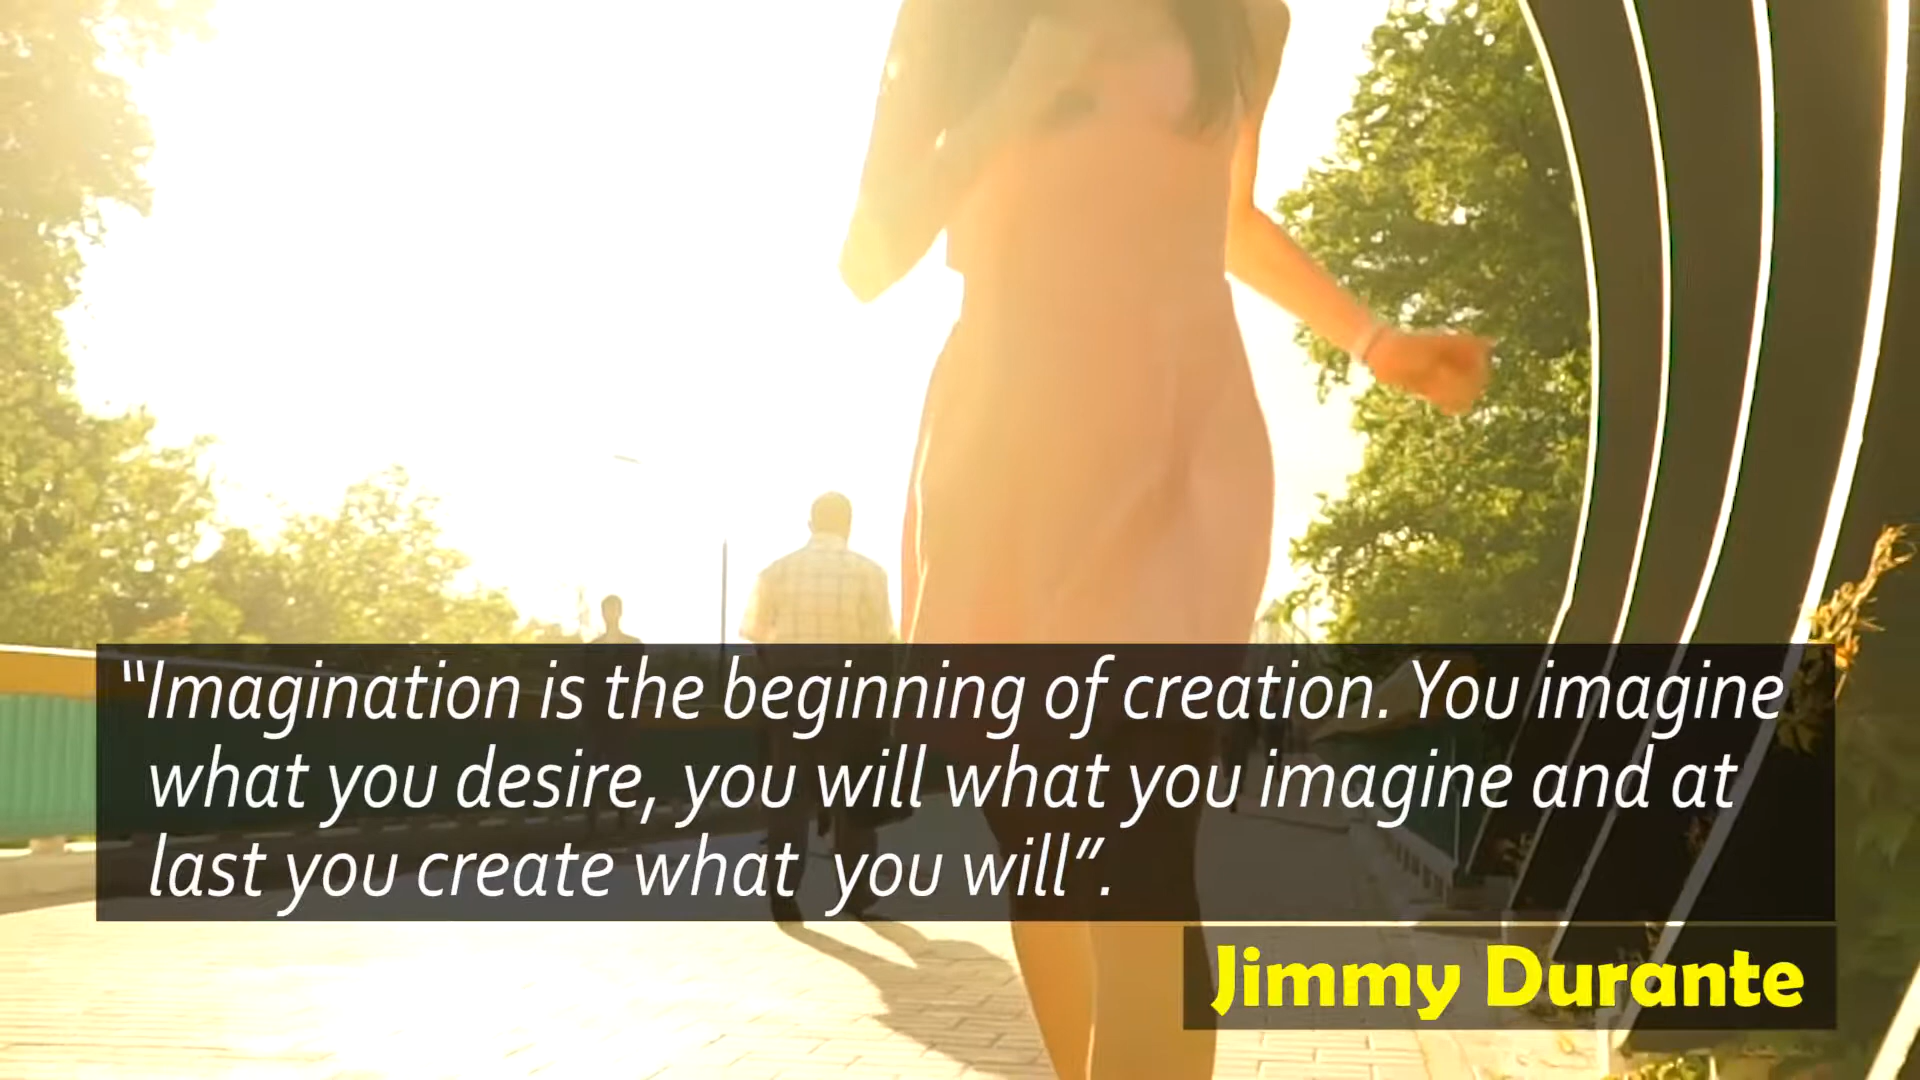 “Imagination is the beginning of creation. You imagine
what you desire, you will what you imagine and at
last you create what  you will”.
Jimmy Durante